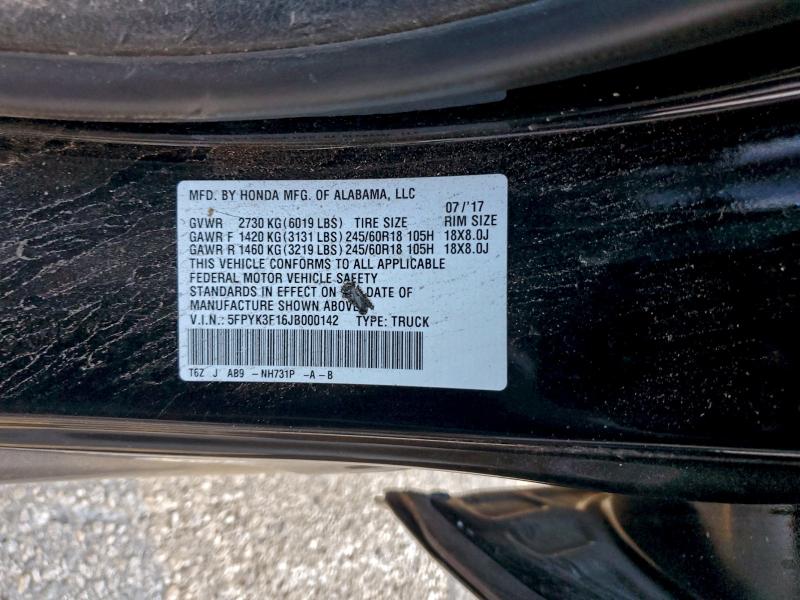 MFD. BY HONDA MFG. OF ALABAMA, LLC
07/'17
GVWR 2730 KG(6019 LBS) TIRE SIZE RIM SIZE
GAWR F 1420 KG(3131 LBS)245/60R18 105H 18X8.0J
GAWR R 1460 KG(3219 LBS)245/60R18 105H 18X8.0J
THIS VEHICLE CONFORMS TO ALL APPLICABLE
FEDERAL MOTOR VEHICLE SAFETY
STANDARDS IN EFFECT ON DATE OF
MANUFACTURE SHOWN ABOVE
V.I.N.: 5FPYK3F16JB000142 TYPE: TRUCK
T6Z J AB9 -NH731P -A-B